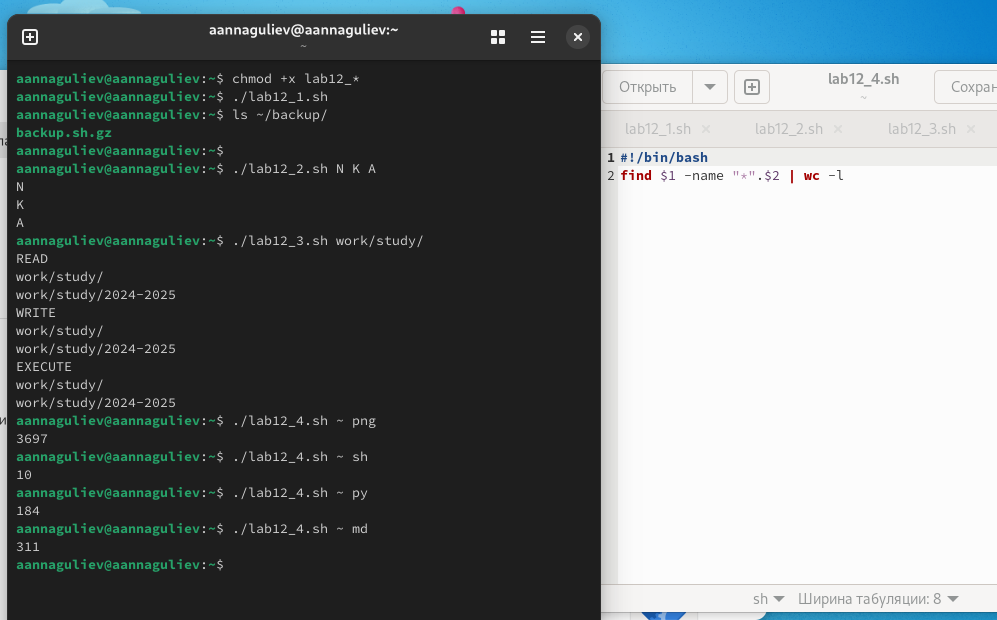 aannaguliev@aannaguliev:~
~
aannaguliev@aannaguliev:~$ chmod +x lab12_*
aannaguliev@aannaguliev:~$ ./lab12_1.sh
aannaguliev@aannaguliev:~$ ls ~/backup/
backup.sh.gz
aannaguliev@aannaguliev:~$
aannaguliev@aannaguliev:~$ ./lab12_2.sh N K A
N
K
A
aannaguliev@aannaguliev:~$ ./lab12_3.sh work/study/
READ
work/study/
work/study/2024-2025
WRITE
work/study/
work/study/2024-2025
EXECUTE
work/study/
work/study/2024-2025
aannaguliev@aannaguliev:~$ ./lab12_4.sh ~ png
3697
aannaguliev@aannaguliev:~$ ./lab12_4.sh ~ sh
10
aannaguliev@aannaguliev:~$ ./lab12_4.sh ~ py
184
aannaguliev@aannaguliev:~$ ./lab12_4.sh ~ md
311
aannaguliev@aannaguliev:~$
Открыть
lab12_4.sh
~
Сохран
lab12_1.sh × lab12_2.sh × lab12_3.sh ×
1 #!/bin/bash
2 find $1 -name "*".$2 | wc -l
sh Ширина табуляции: 8